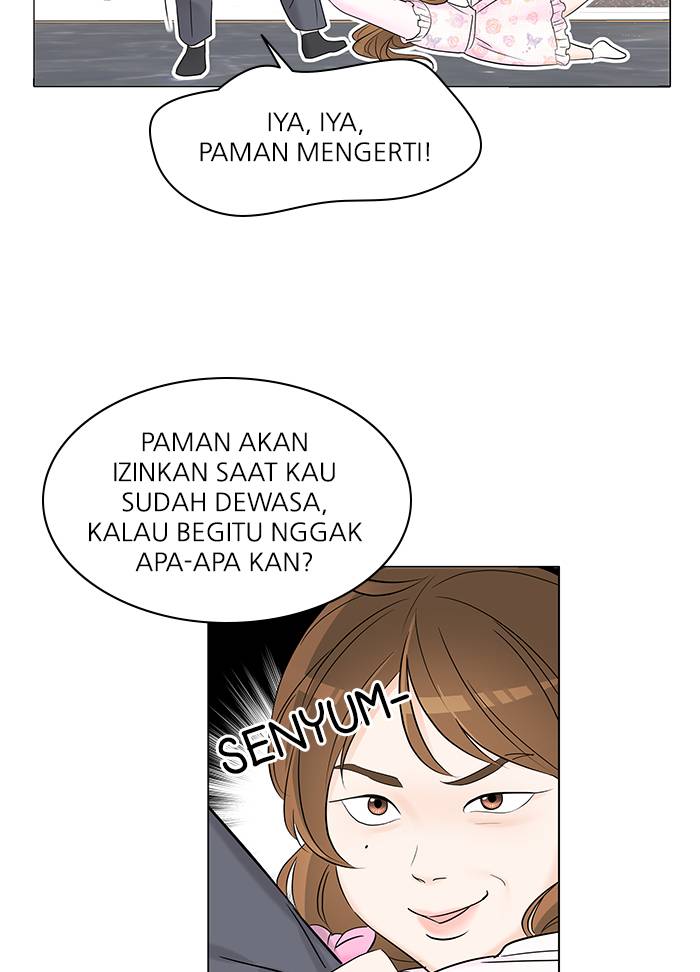 IYA, IYA,
PAMAN MENGERTI!
PAMAN AKAN
IZINKAN SAAT KAU
SUDAH DEWASA,
KALAU BEGITU NGGAK
APA-APA KAN?
SENYUM-